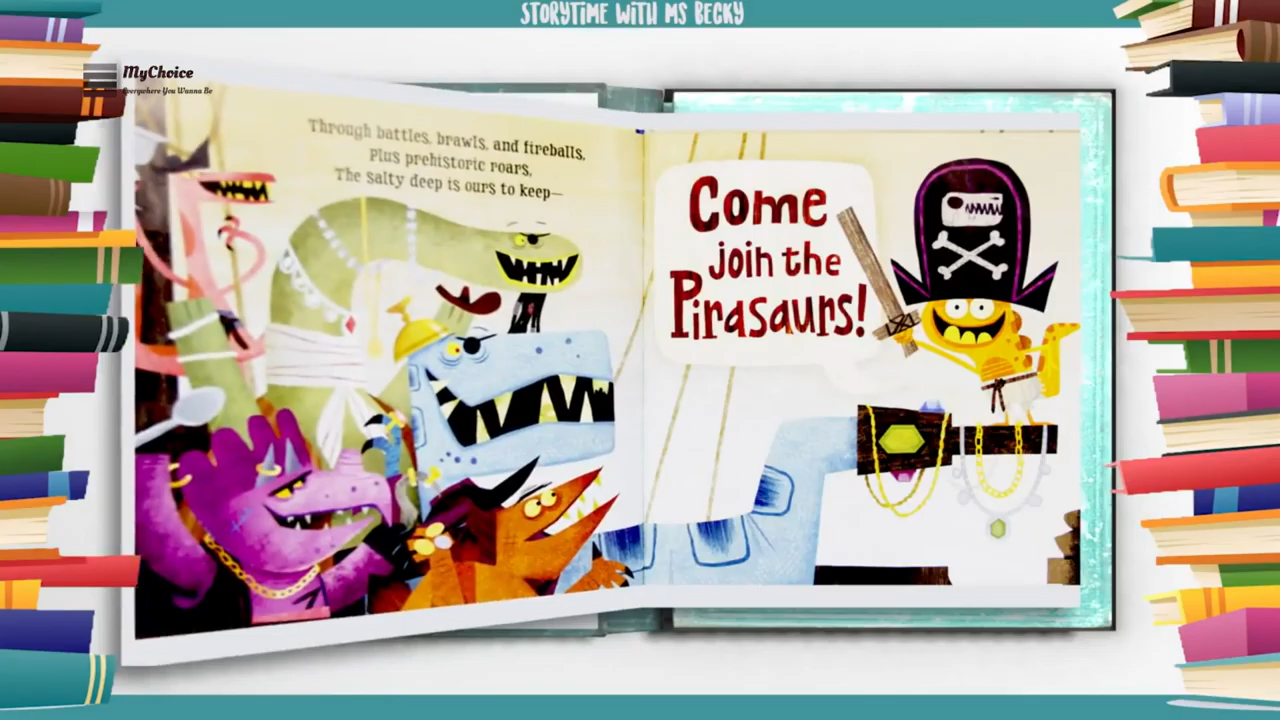 STORYTIME WITH MS BECKY
MyChoice
Everywhere You Wanna Be
Through battles, brawls, and fireballs,
Plus prehistoric roars,
The salty deep is ours to keep—
Come
join the
Pirasaurs!